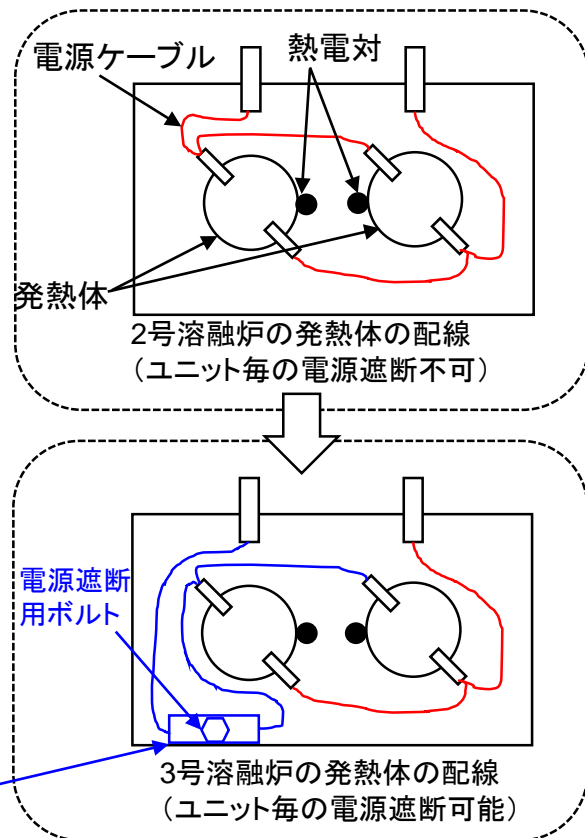 電源ケーブル
熱電対
発熱体
2号溶融炉の発熱体の配線
（ユニット毎の電源遮断不可）
電源遮断
用ボルト
3号溶融炉の発熱体の配線
（ユニット毎の電源遮断可能）